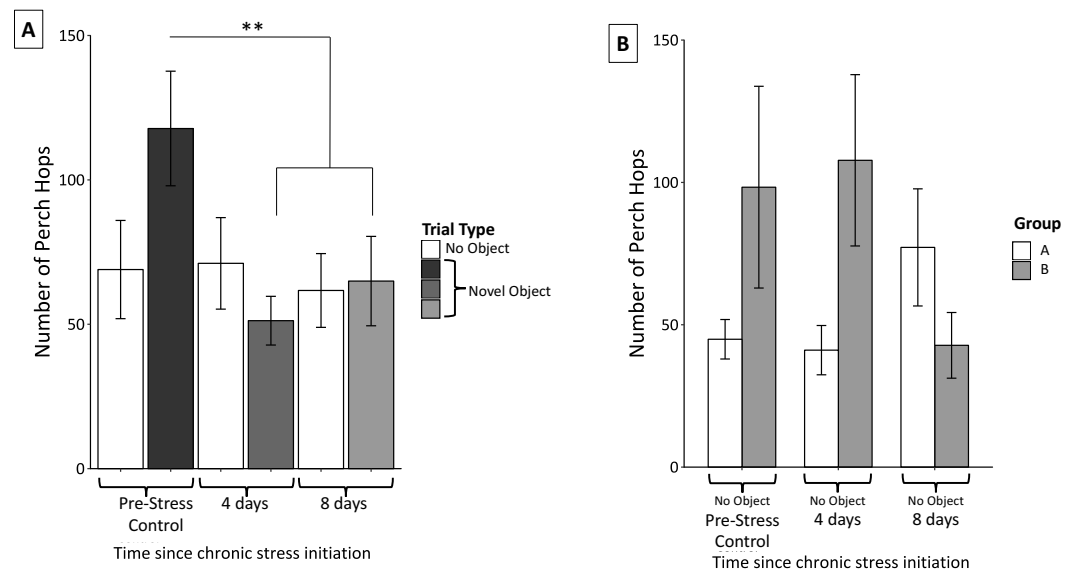 A
**
150
100
50
0
Number of Perch Hops
Trial Type
No Object
Novel Object
Pre-Stress
Control
4 days
8 days
Time since chronic stress initiation
B
150
100
50
0
Number of Perch Hops
Group
A
B
No Object
Pre-Stress
Control
No Object
4 days
No Object
8 days
Time since chronic stress initiation